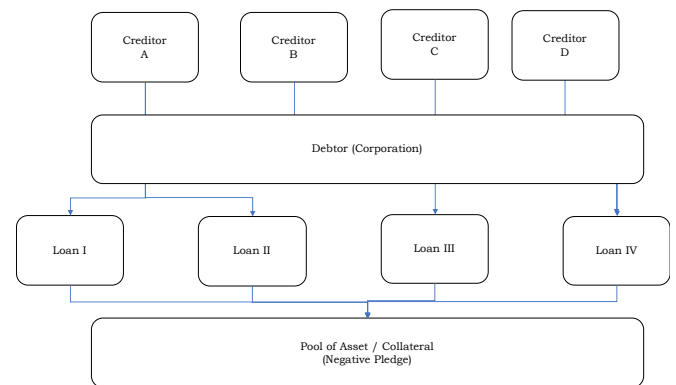 Creditor
A
Creditor
B
Creditor
C
Creditor
D
Debtor (Corporation)
Loan I
Loan II
Loan III
Loan IV
Pool of Asset / Collateral
(Negative Pledge)